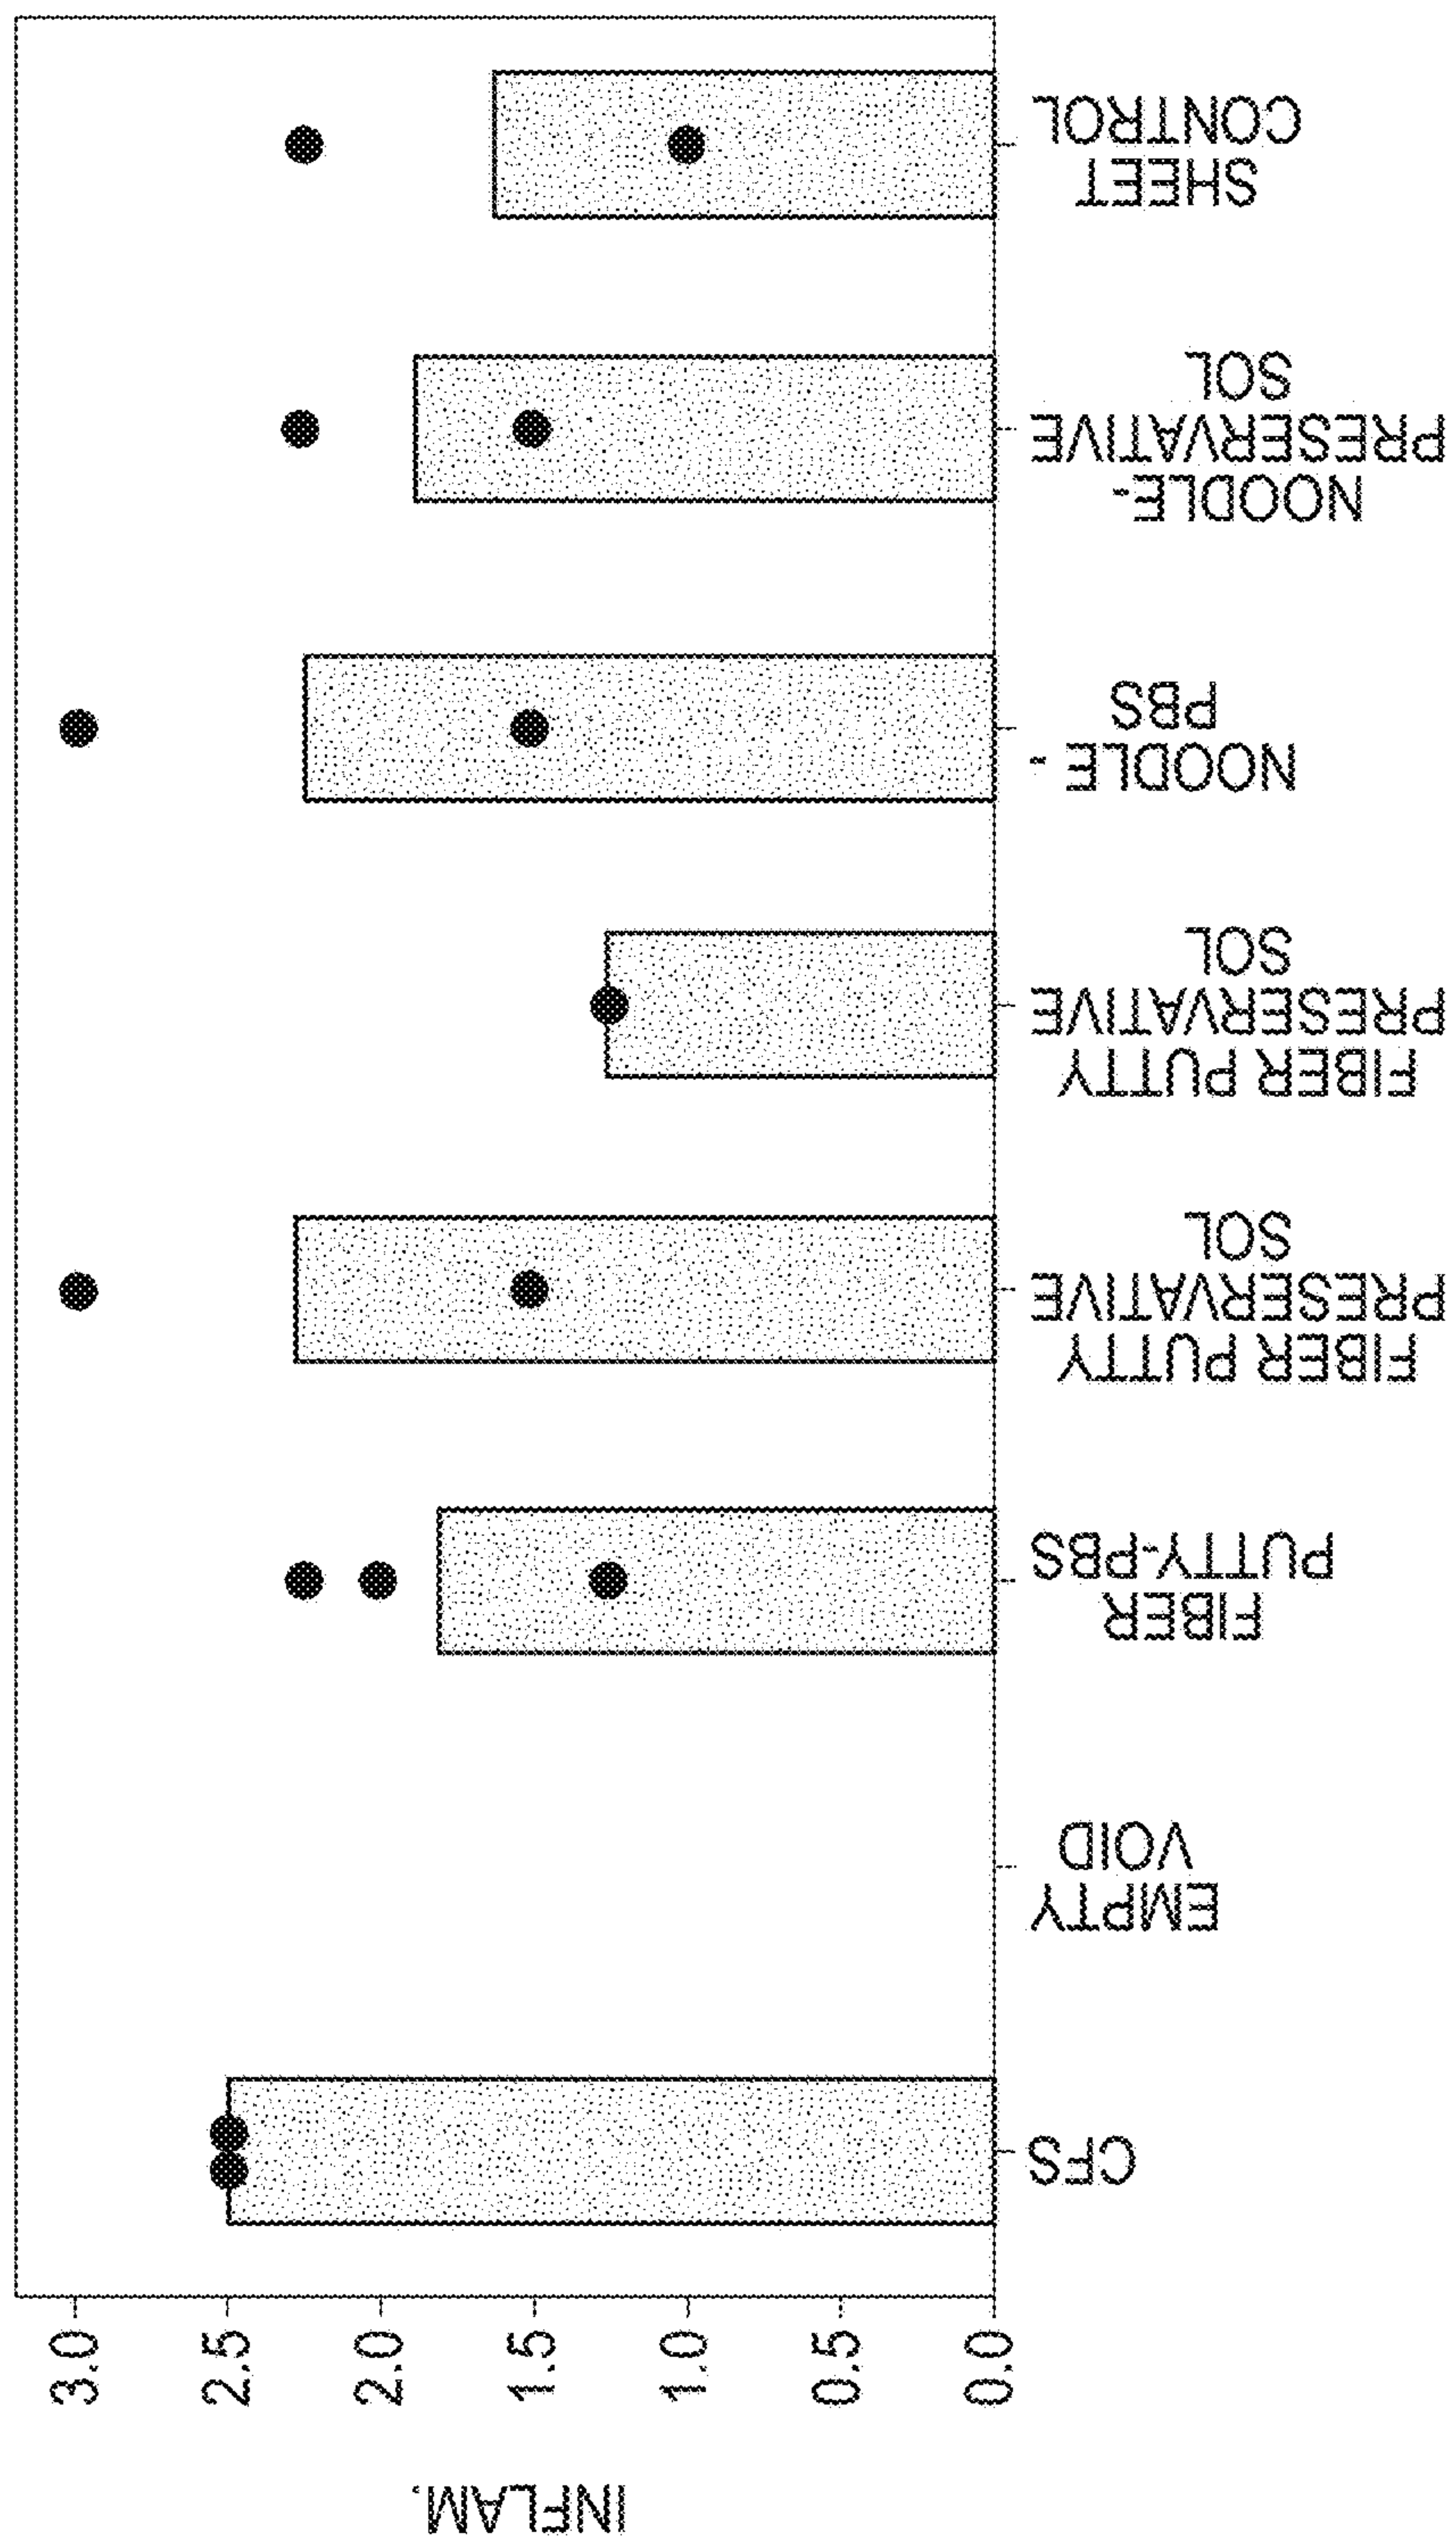 INFLAM.
3.0
2.5
2.0
1.5
1.0
0.5
0.0
CFS
EMPTY
VOID
FIBER
PUTTY-PBS
FIBER PUTTY
PRESERVATIVE
SOL
FIBER PUTTY
PRESERVATIVE
SOL
NOODLE -
PBS
NOODLE-
PRESERVATIVE
SOL
SHEET
CONTROL